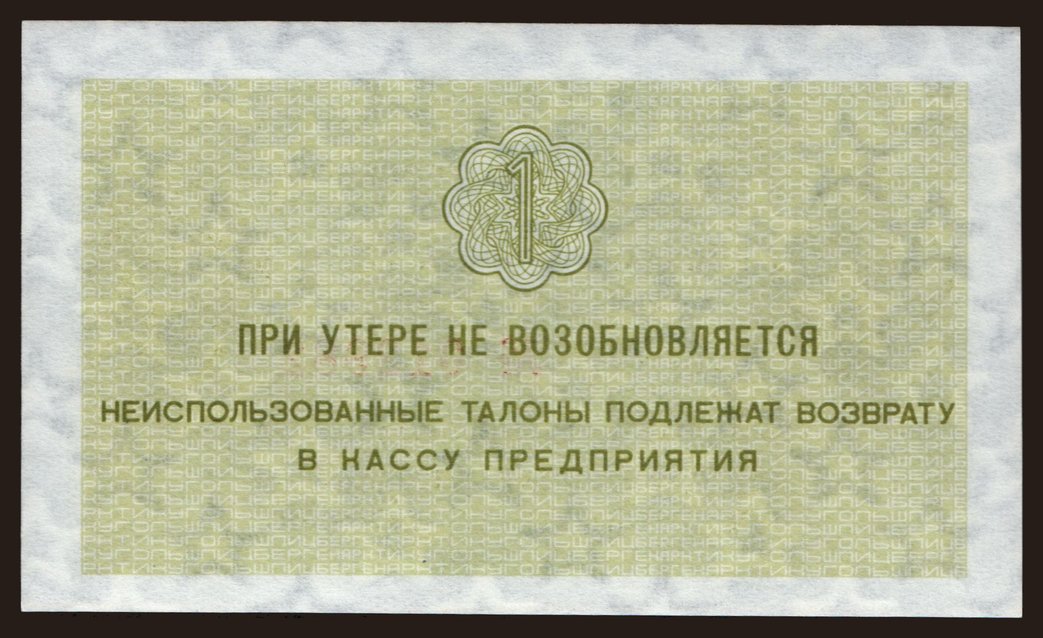 1
ПРИ УТЕРЕ НЕ ВОЗОБНОВЛЯЕТСЯ
НЕИСПОЛЬЗОВАННЫЕ ТАЛОНЫ ПОДЛЕЖАТ ВОЗВРАТУ
В КАССУ ПРЕДПРИЯТИЯ